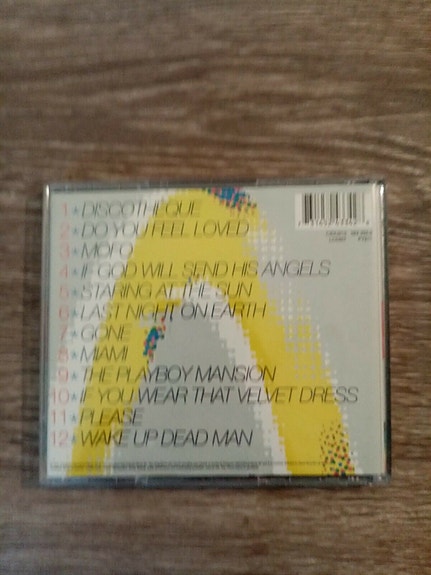 1 * DISCOTHEQUE
2 * DO YOU FEEL LOVED
3 * MOFO
4 * IF GOD WILL SEND HIS ANGELS
5 * STARING AT THE SUN
6 * LAST NIGHT ON EARTH
7 * GONE
8 * MIAMI
9 * THE PLAYBOY MANSION
10 * IF YOU WEAR THAT VELVET DRESS
11 * PLEASE
12 * WAKE UP DEAD MAN